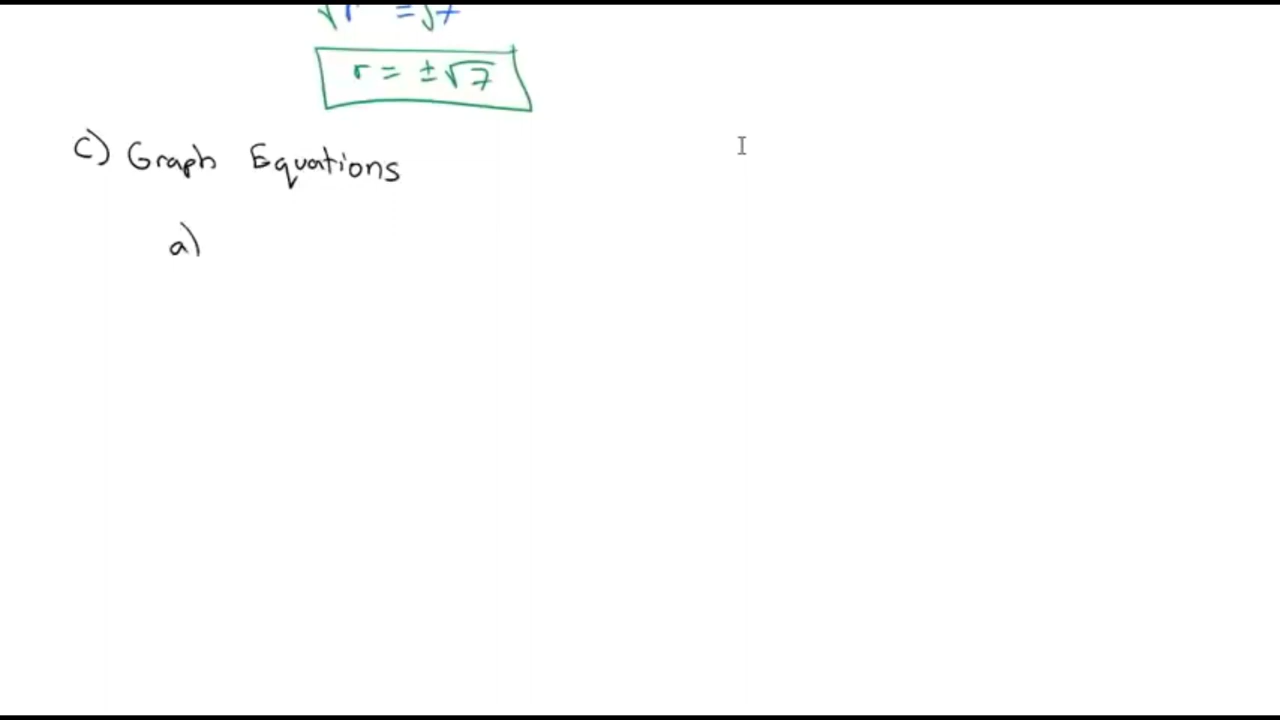 r = ± √7
C) Graph Equations
a)